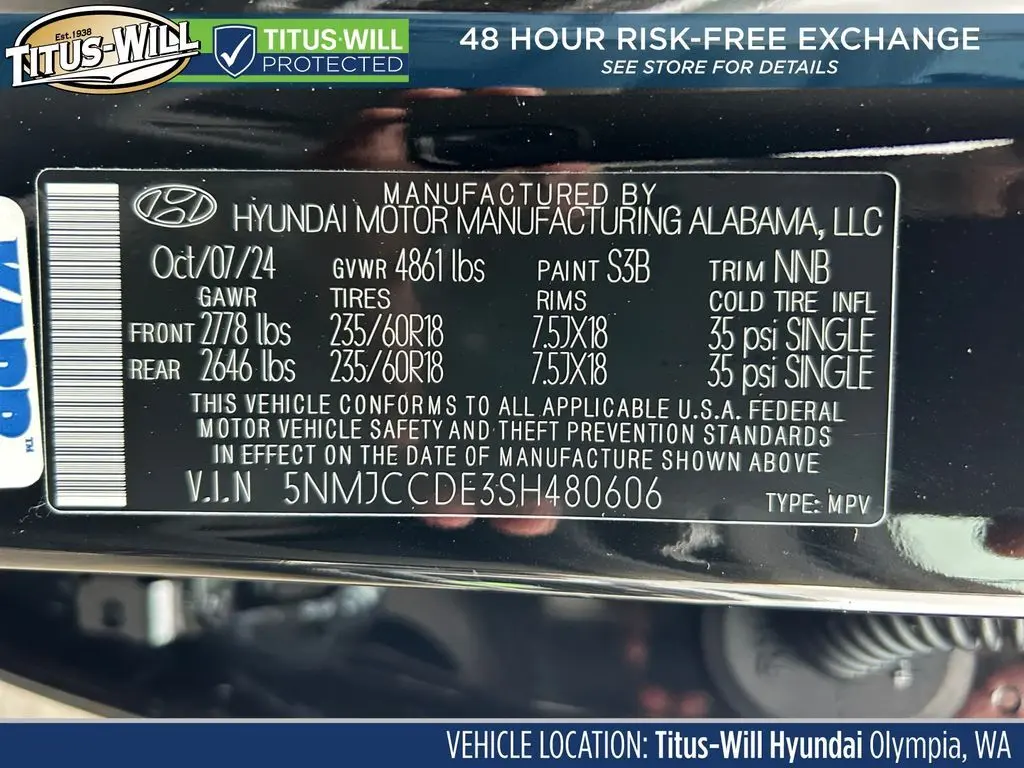 Est.1938
TITUS-WILL
TITUS-WILL
PROTECTED
48 HOUR RISK-FREE EXCHANGE
SEE STORE FOR DETAILS
MANUFACTURED BY
HYUNDAI MOTOR MANUFACTURING ALABAMA, LLC
Oct/07/24 GVWR 4861 lbs PAINT S3B TRIM NNB
GAWR TIRES RIMS COLD TIRE INFL
FRONT 2778 lbs 235/60R18 7.5JX18 35 psi SINGLE
REAR 2646 lbs 235/60R18 7.5JX18 35 psi SINGLE
THIS VEHICLE CONFORMS TO ALL APPLICABLE U.S.A. FEDERAL
MOTOR VEHICLE SAFETY AND THEFT PREVENTION STANDARDS
IN EFFECT ON THE DATE OF MANUFACTURE SHOWN ABOVE
V.I.N 5NMJCCDE3SH480606 TYPE: MPV
VEHICLE LOCATION: Titus-Will Hyundai Olympia, WA